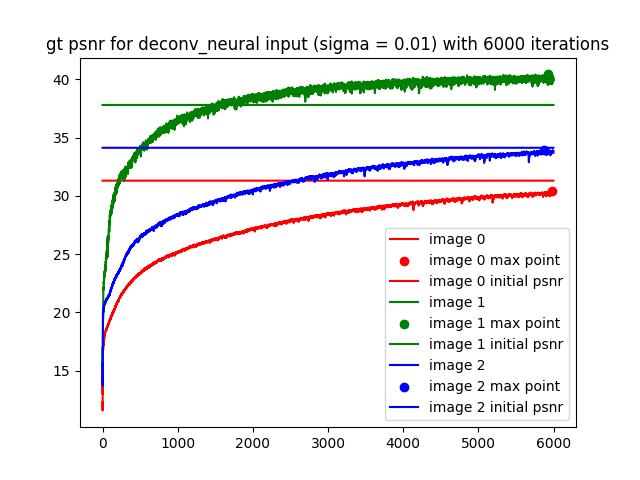 gt psnr for deconv_neural input (sigma = 0.01) with 6000 iterations
40
35
30
25
20
15
image 0
image 0 max point
image 0 initial psnr
image 1
image 1 max point
image 1 initial psnr
image 2
image 2 max point
image 2 initial psnr
0 1000 2000 3000 4000 5000 6000